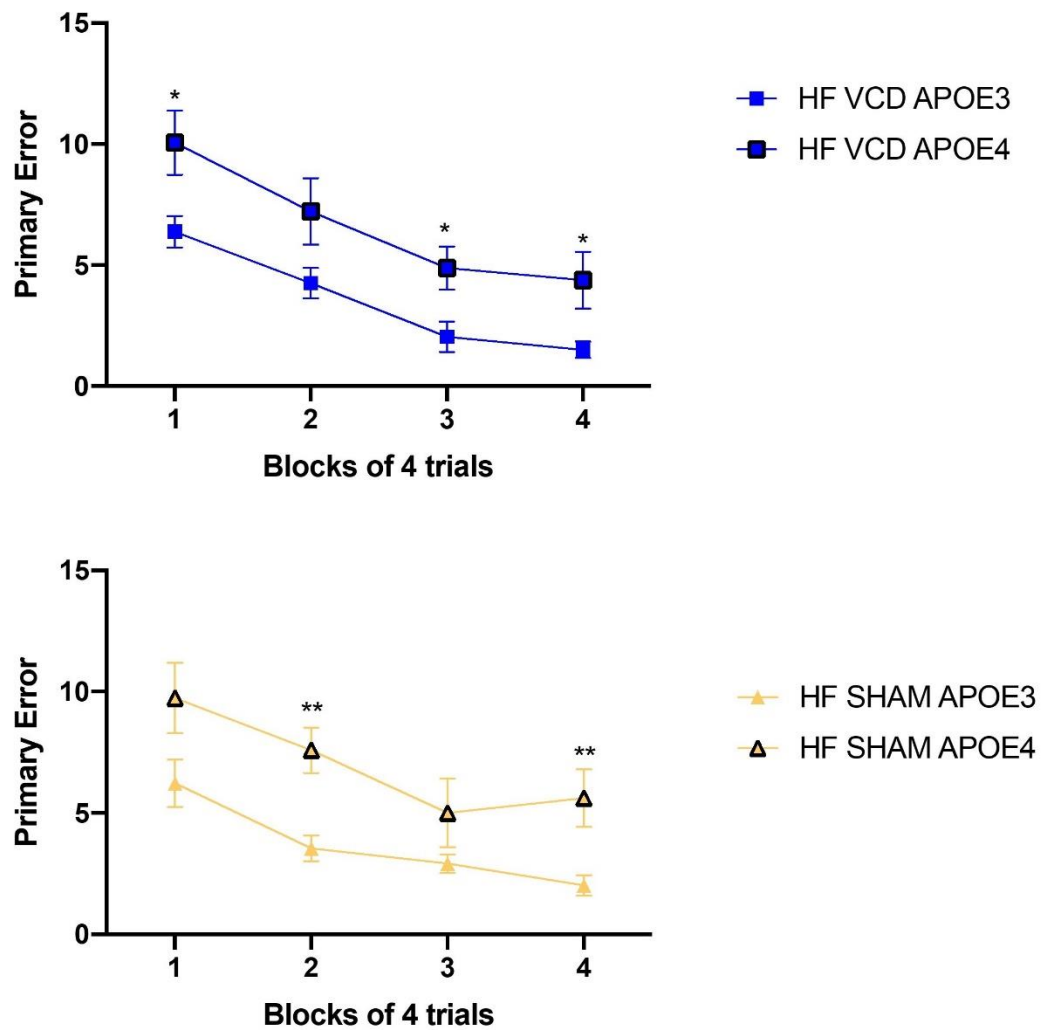 15
10
5
0
Primary Error
*
*
*
1 2 3 4
Blocks of 4 trials
HF VCD APOE3
HF VCD APOE4
15
10
5
0
Primary Error
**
**
1 2 3 4
Blocks of 4 trials
HF SHAM APOE3
HF SHAM APOE4